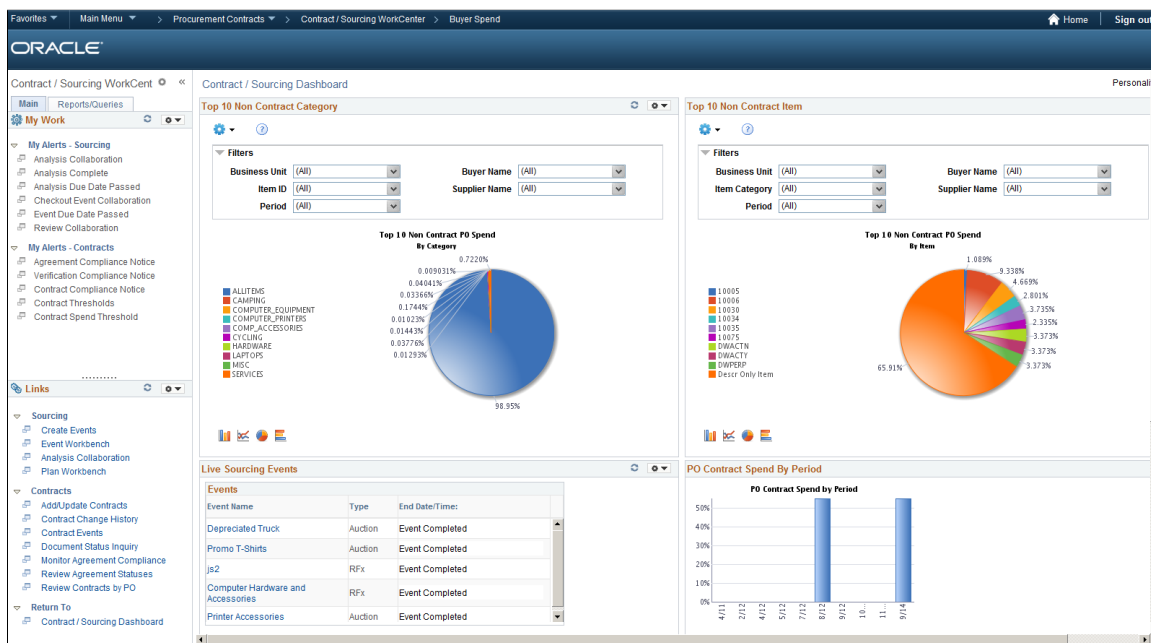 Favorites Main Menu > Procurement Contracts > Contract / Sourcing WorkCenter > Buyer Spend Home Sign out
ORACLE
Contract / Sourcing WorkCent «
Main Reports/Queries
My Work
My Alerts - Sourcing
Analysis Collaboration
Analysis Complete
Analysis Due Date Passed
Checkout Event Collaboration
Event Due Date Passed
Review Collaboration
My Alerts - Contracts
Agreement Compliance Notice
Verification Compliance Notice
Contract Compliance Notice
Contract Thresholds
Contract Spend Threshold
Links
Sourcing
Create Events
Event Workbench
Analysis Collaboration
Plan Workbench
Contracts
Add/Update Contracts
Contract Change History
Contract Events
Document Status Inquiry
Monitor Agreement Compliance
Review Agreement Statuses
Review Contracts by PO
Return To
Contract / Sourcing Dashboard
Contract / Sourcing Dashboard
Personali
Top 10 Non Contract Category
Filters
Business Unit (All) Buyer Name (All)
Item ID (All) Supplier Name (All)
Period (All)
Top 10 Non Contract PO Spend
By Category
0.7220%
0.009031%
0.04041%
0.03366%
0.1744%
0.01023%
0.01443%
0.03776%
0.01293%
98.95%
ALLITEMS
CAMPING
COMPUTER_EQUIPMENT
COMPUTER_PRINTERS
COMP_ACCESSORIES
CYCLING
HARDWARE
LAPTOPS
MISC
SERVICES
Top 10 Non Contract Item
Filters
Business Unit (All) Buyer Name (All)
Item Category (All) Supplier Name (All)
Period (All)
Top 10 Non Contract PO Spend
By Item
1.089%
9.338%
4.669%
2.801%
3.735%
2.335%
3.373%
3.373%
3.373%
65.91%
10005
10006
10030
10034
10035
10075
DWACTN
DWACTY
DWPERP
Descr Only Item
Live Sourcing Events
Events
Event Name Type End Date/Time:
Depreciated Truck Auction Event Completed
Promo T-Shirts Auction Event Completed
js2 RFx Event Completed
Computer Hardware and
Accessories RFx Event Completed
Printer Accessories Auction Event Completed
PO Contract Spend By Period
PO Contract Spend by Period
50%
40%
30%
20%
10%
0%
4/11 2/12 4/12 5/12 7/12 8/12 9/12 10... 11... 9/14